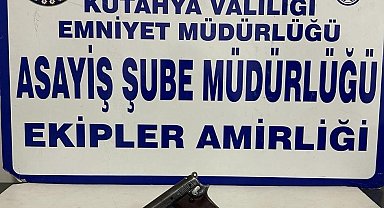 KÜTAHYA VALİLİĞİ
EMNİYET MÜDÜRLÜĞÜ
ASAYİŞ ŞUBE MÜDÜRLÜĞÜ
EKİPLER AMİRLİĞİ